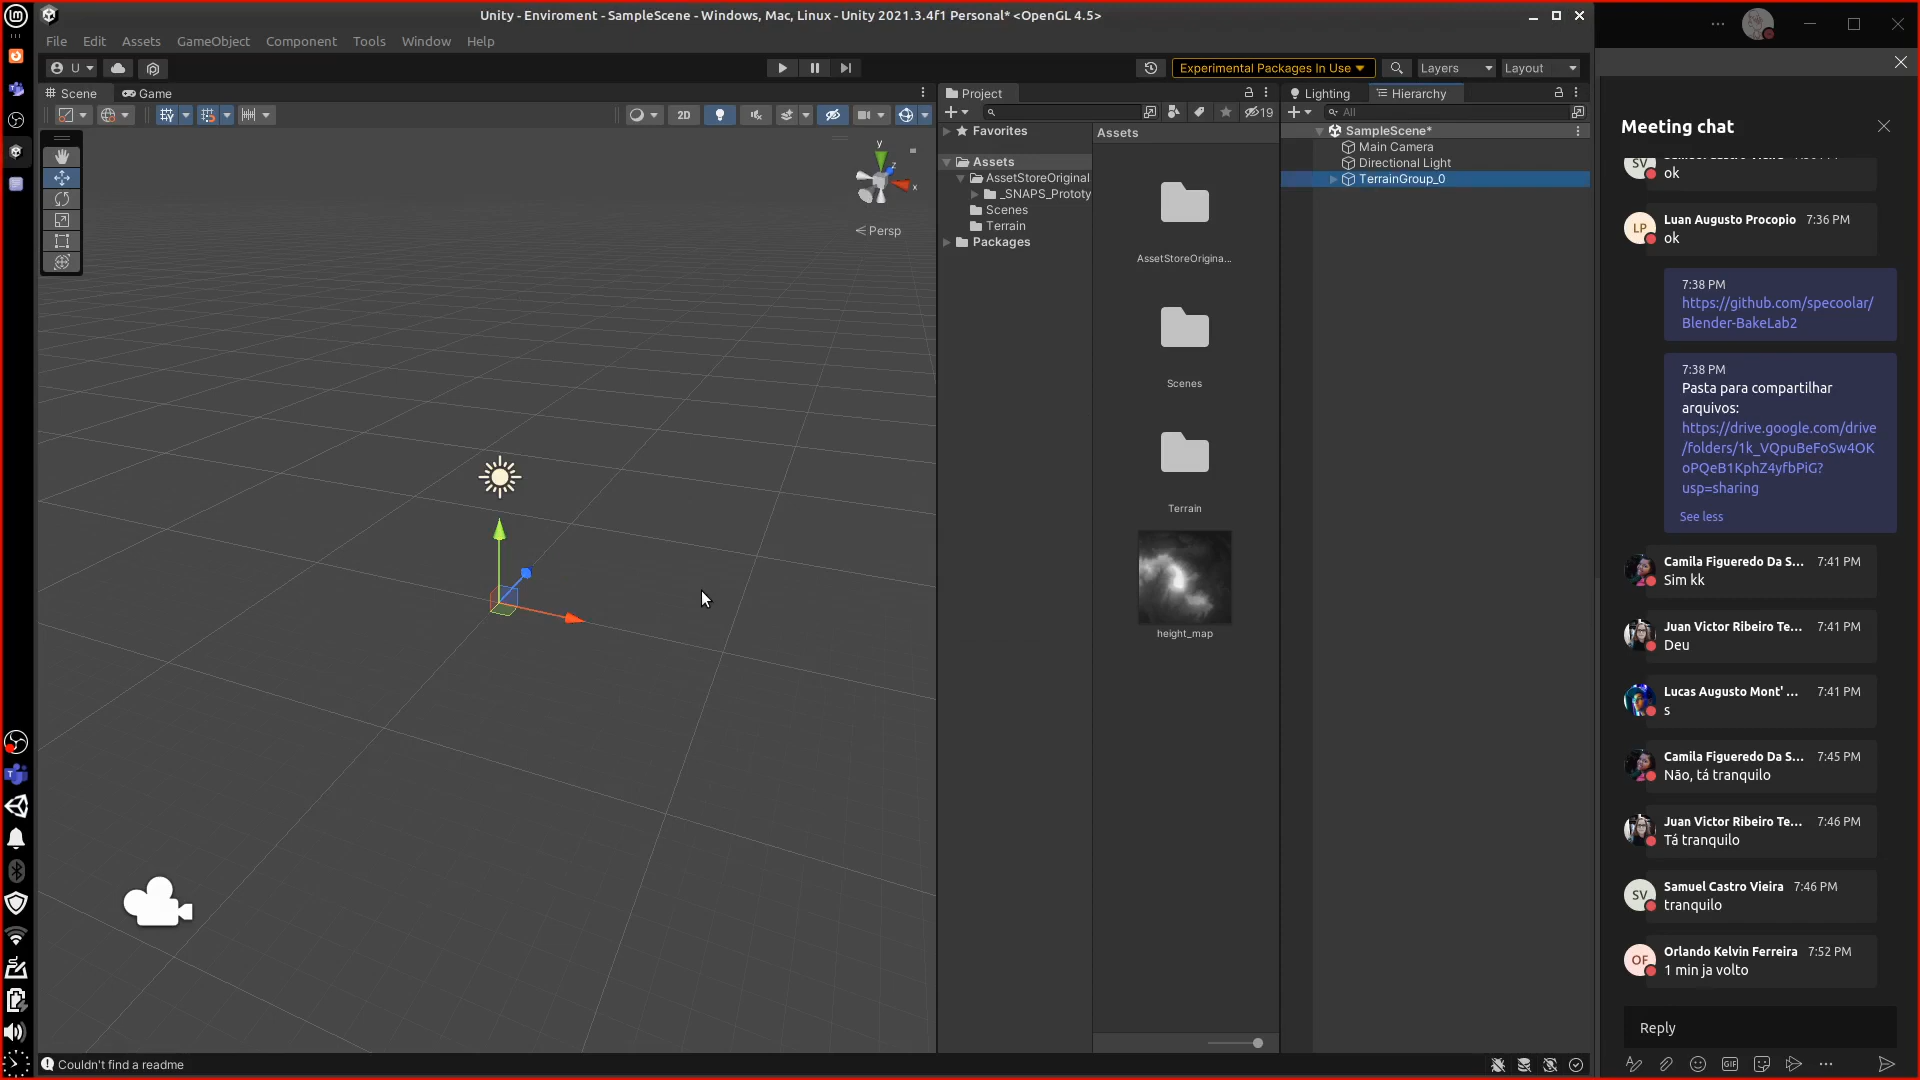 Unity - Enviroment - SampleScene - Windows, Mac, Linux - Unity 2021.3.4f1 Personal* <OpenGL 4.5>
File Edit Assets GameObject Component Tools Window Help
U
Experimental Packages In Use
Layers
Layout
Scene
Game
2D
y
z
x
Persp
Project
19
Favorites
Assets
AssetStoreOriginal
_SNAPS_Prototy
Scenes
Terrain
Packages
Assets
AssetStoreOrigina...
Scenes
Terrain
height_map
Lighting
Hierarchy
All
SampleScene*
Main Camera
Directional Light
TerrainGroup_0
Couldn't find a readme
Meeting chat
SV
ok
LP
Luan Augusto Procopio 7:36 PM
ok
7:38 PM
https://github.com/specoolar/
Blender-BakeLab2
7:38 PM
Pasta para compartilhar
arquivos:
https://drive.google.com/drive
/folders/1k_VQpuBeFoSw4OK
oPQeB1KphZ4yfbPiG?
usp=sharing
See less
Camila Figueredo Da S... 7:41 PM
Sim kk
Juan Victor Ribeiro Te... 7:41 PM
Deu
Lucas Augusto Mont' ... 7:41 PM
s
Camila Figueredo Da S... 7:45 PM
Não, tá tranquilo
Juan Victor Ribeiro Te... 7:46 PM
Tá tranquilo
SV
Samuel Castro Vieira 7:46 PM
tranquilo
OF
Orlando Kelvin Ferreira 7:52 PM
1 min ja volto
Reply
GIF